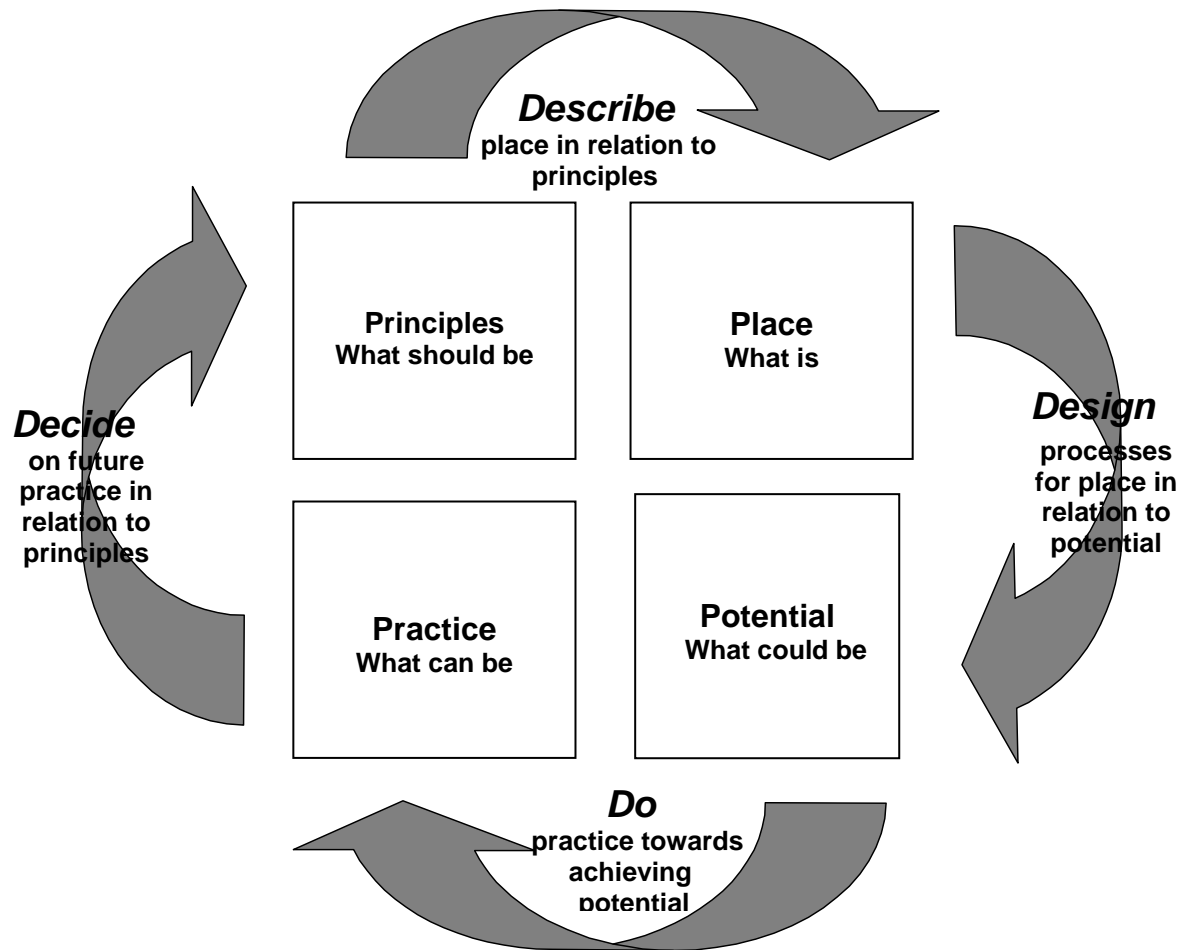 Describe
place in relation to
principles
Principles
What should be
Place
What is
Decide
on future
practice in
relation to
principles
Design
processes
for place in
relation to
potential
Practice
What can be
Potential
What could be
Do
practice towards
achieving
potential